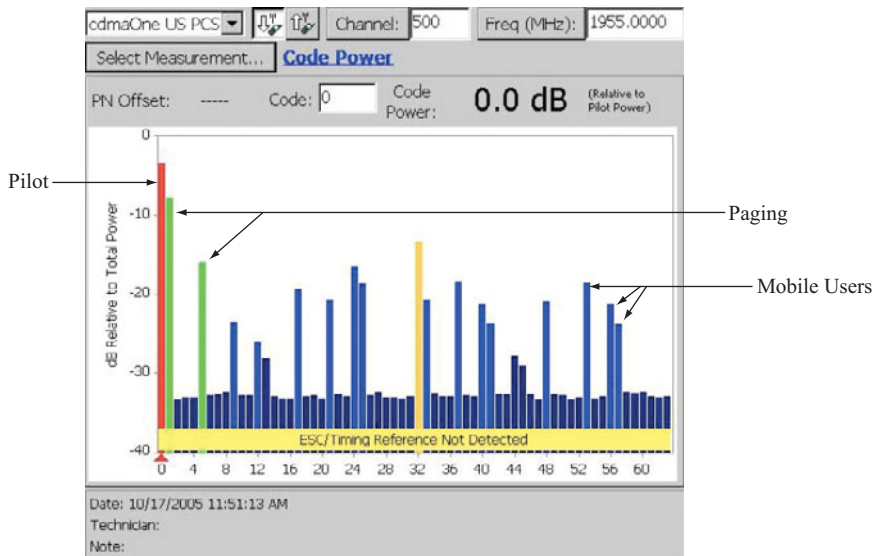 cdmaOne US PCS Channel: 500 Freq (MHz): 1955.0000
Select Measurement... Code Power
PN Offset: ----- Code: 0 Code Power: 0.0 dB (Relative to Pilot Power)
Pilot
Paging
Mobile Users
dB Relative to Total Power
0
-10
-20
-30
-40
ESC/Timing Reference Not Detected
0 4 8 12 16 20 24 28 32 36 40 44 48 52 56 60
Date: 10/17/2005 11:51:13 AM
Technician:
Note: